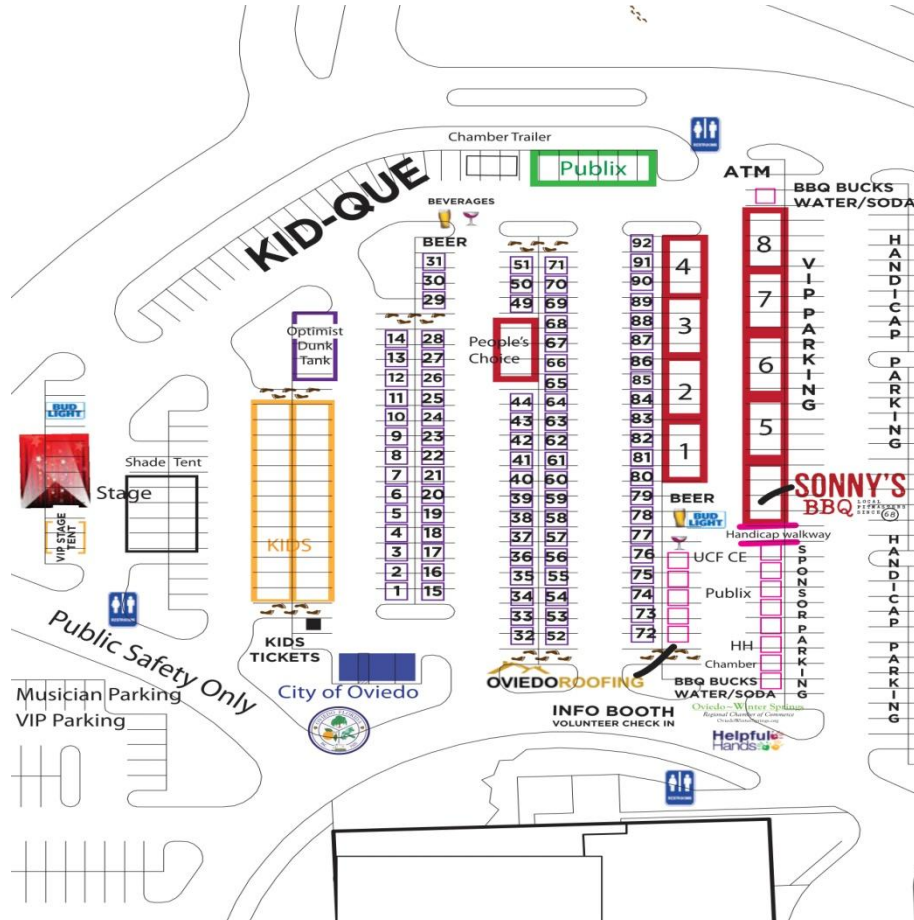 Chamber Trailer
Publix
RESTROOMS
ATM
BBQ BUCKS
WATER/SODA
KID-QUE
BEVERAGES
BEER
31
30
29
14 28
13 27
12 26
11 25
10 24
9 23
8 22
7 21
6 20
5 19
4 18
3 17
2 16
1 15
51 71
50 70
49 69
68
67
66
65
People's
Choice
44 64
43 63
42 62
41 61
40 60
39 59
38 58
37 57
36 56
35 55
34 54
33 53
32 52
92
91
90
89
88
87
86
85
84
83
82
81
80
79
78
77
76
75
74
73
72
4
3
2
1
8
7
6
5
VIP PARKING
HANDICAP PARKING
HANDICAP PARKING
Optimist
Dunk
Tank
BUD
LIGHT
Shade Tent
Stage
VIP STAGE
TENT
KIDS
SONNY'S
BBQ
LOCAL
PITMASTERS
SINCE
68
BEER
BUD
LIGHT
Handicap walkway
UCF CE
Publix
HH
Chamber
SPONSOR PARKING
RESTROOMS
Public Safety Only
KIDS
TICKETS
City of Oviedo
OVIEDOROOFING
BBQ BUCKS
WATER/SODA
Musician Parking
VIP Parking
INFO BOOTH
VOLUNTEER CHECK IN
Oviedo~Winter Springs
Regional Chamber of Commerce
OviedoWinterSprings.org
Helpful
Hands
RESTROOMS